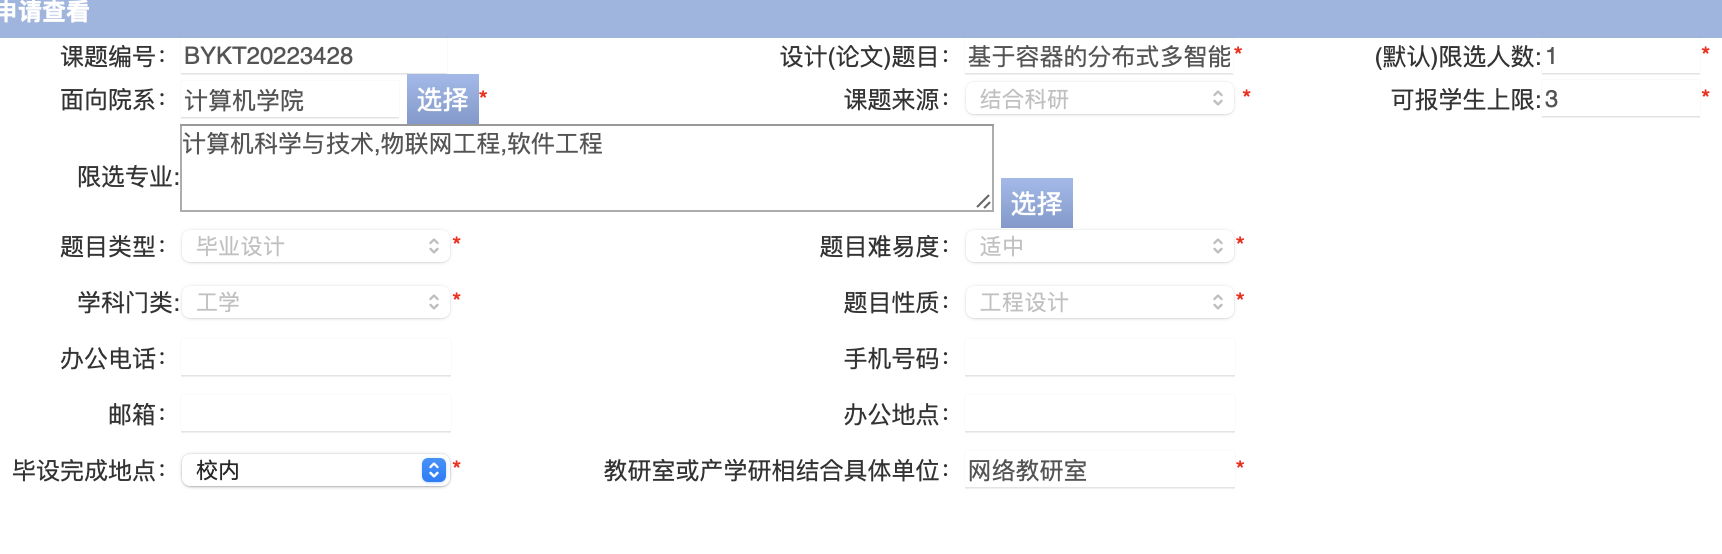 申请查看
课题编号: BYKT20223428 设计(论文)题目: 基于容器的分布式多智能* (默认)限选人数:1 *
面向院系: 计算机学院 选择 * 课题来源: 结合科研 * 可报学生上限:3 *
计算机科学与技术,物联网工程,软件工程
限选专业: 选择
题目类型: 毕业设计 * 题目难易度: 适中 *
学科门类: 工学 * 题目性质: 工程设计 *
办公电话: 手机号码:
邮箱: 办公地点:
毕设完成地点: 校内 * 教研室或产学研相结合具体单位: 网络教研室 *